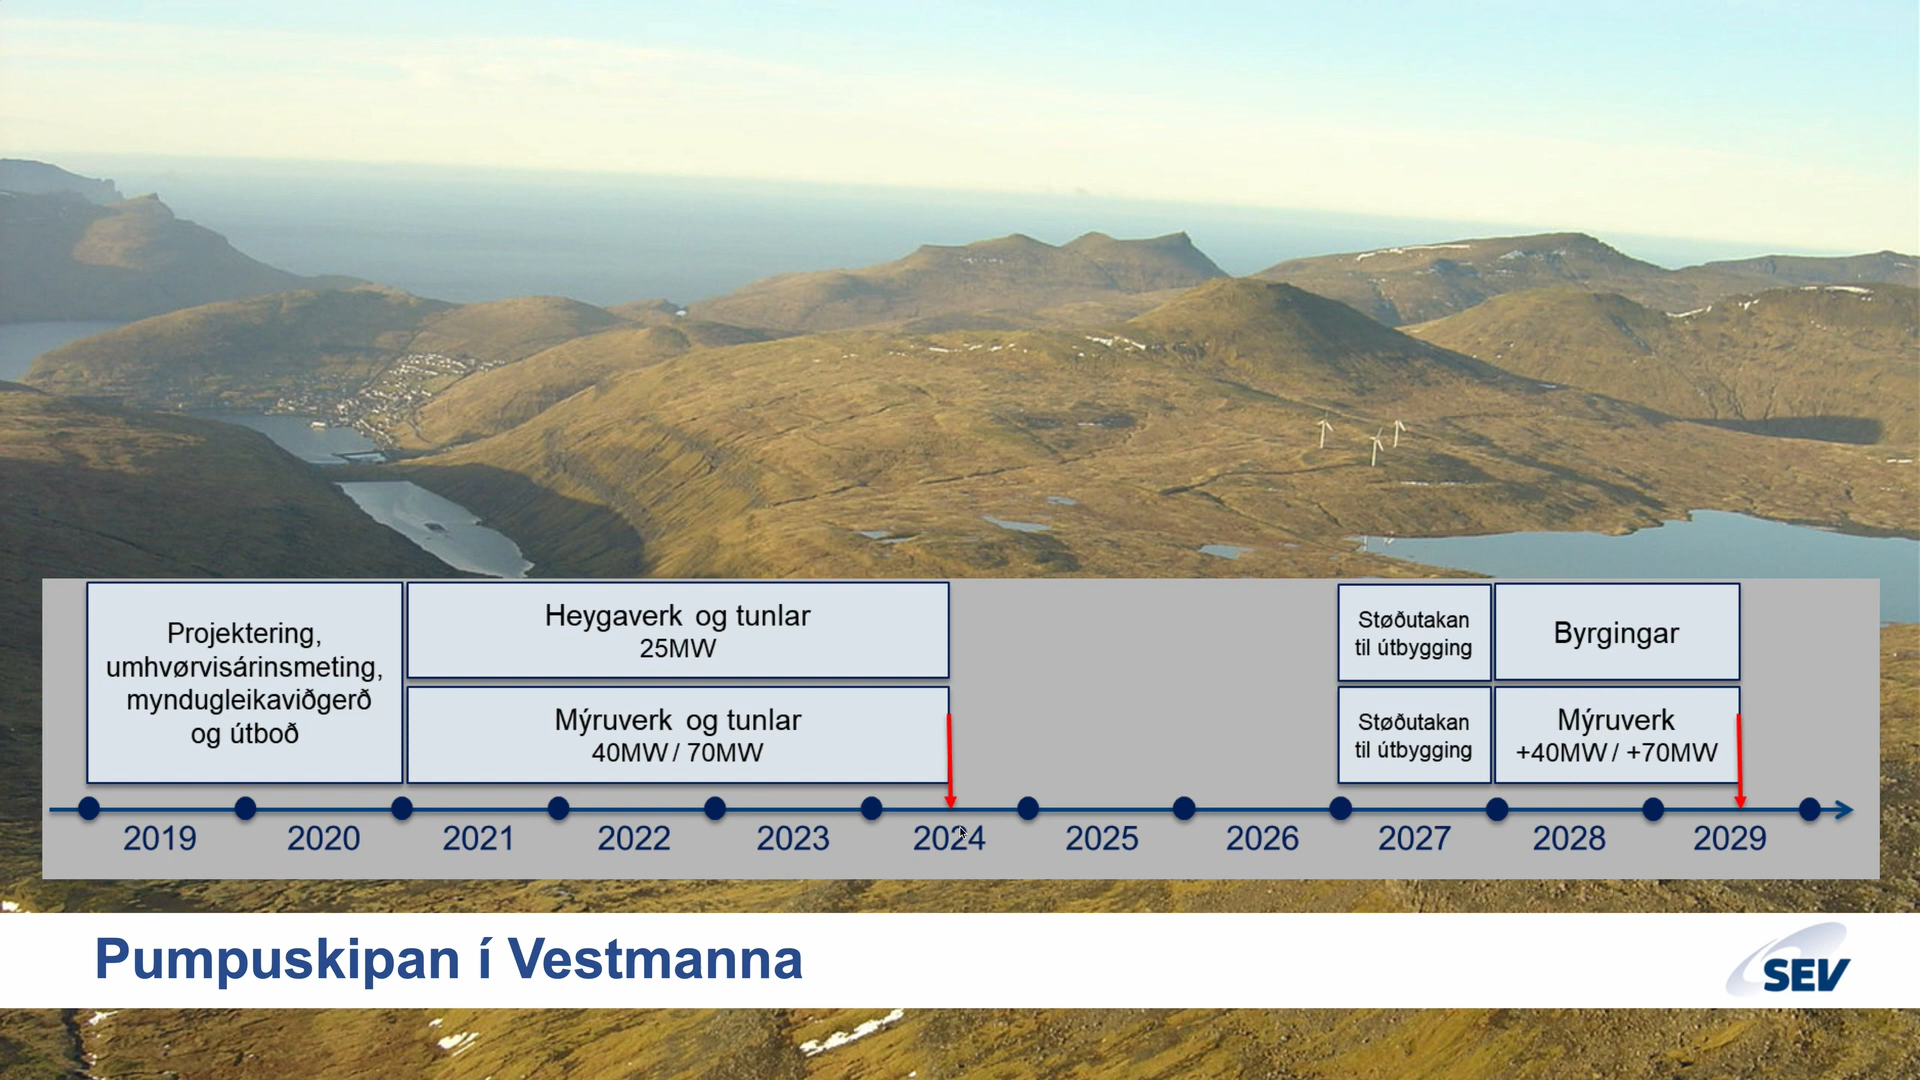 Projektering,
umhvørvisárinsmeting,
myndugleikaviðgerð
og útboð
Heygaverk og tunlar
25MW
Mýruverk og tunlar
40MW / 70MW
Støðutakan
til útbygging
Byrgingar
Støðutakan
til útbygging
Mýruverk
+40MW / +70MW
2019 2020 2021 2022 2023 2024 2025 2026 2027 2028 2029
Pumpuskipan í Vestmanna
SEV